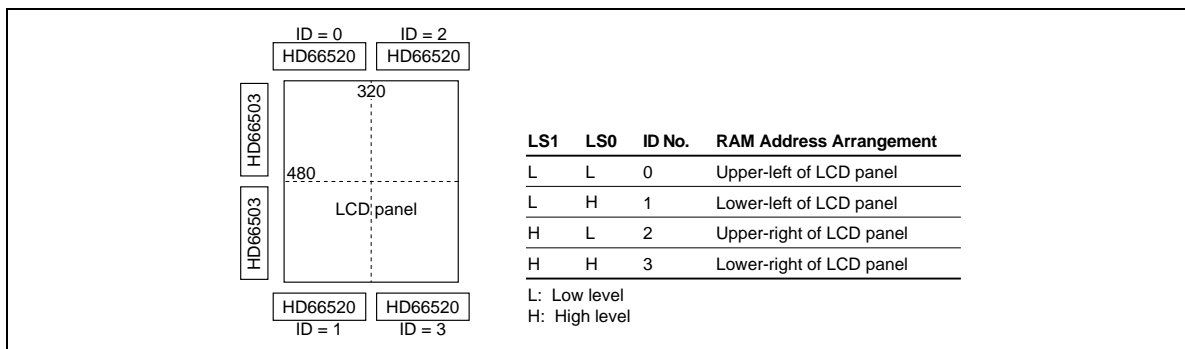 ID = 0 ID = 2
HD66520 HD66520
HD66503
HD66503
320
480
LCD panel
HD66520 HD66520
ID = 1 ID = 3
LS1 LS0 ID No. RAM Address Arrangement
L L 0 Upper-left of LCD panel
L H 1 Lower-left of LCD panel
H L 2 Upper-right of LCD panel
H H 3 Lower-right of LCD panel
L: Low level
H: High level